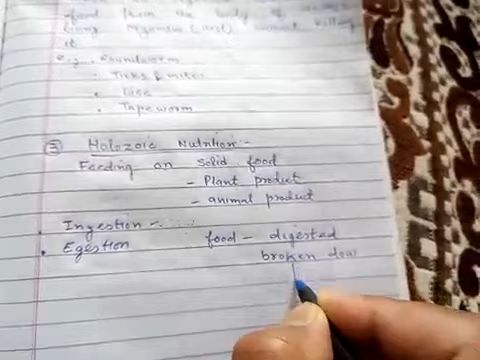 food from the body of
living organism (host) without killing
it
e.g., Roundworm
• Ticks & mites
• Lice
• Tapeworm
③ Holozoic Nutrition -
Feeding on solid food
- Plant product
- animal product
• Ingestion -
• Egestion food - digested
broken dow